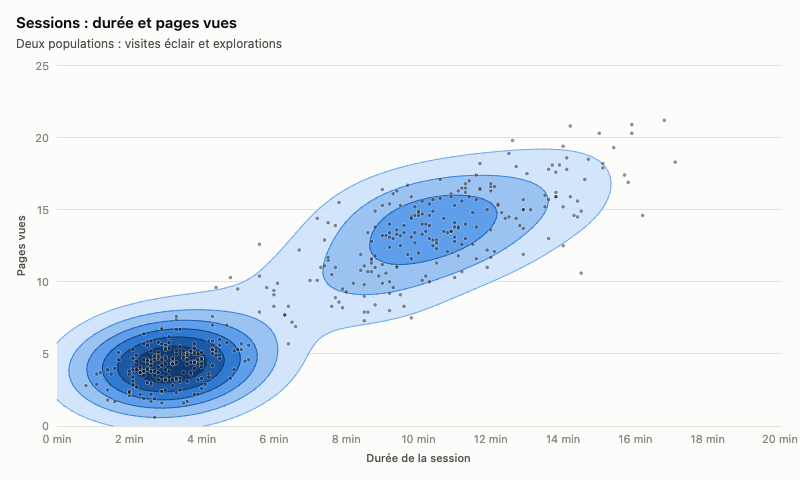 Sessions : durée et pages vues
Deux populations : visites éclair et explorations
Pages vues
25
20
15
10
5
0
0 min 2 min 4 min 6 min 8 min 10 min 12 min 14 min 16 min 18 min 20 min
Durée de la session